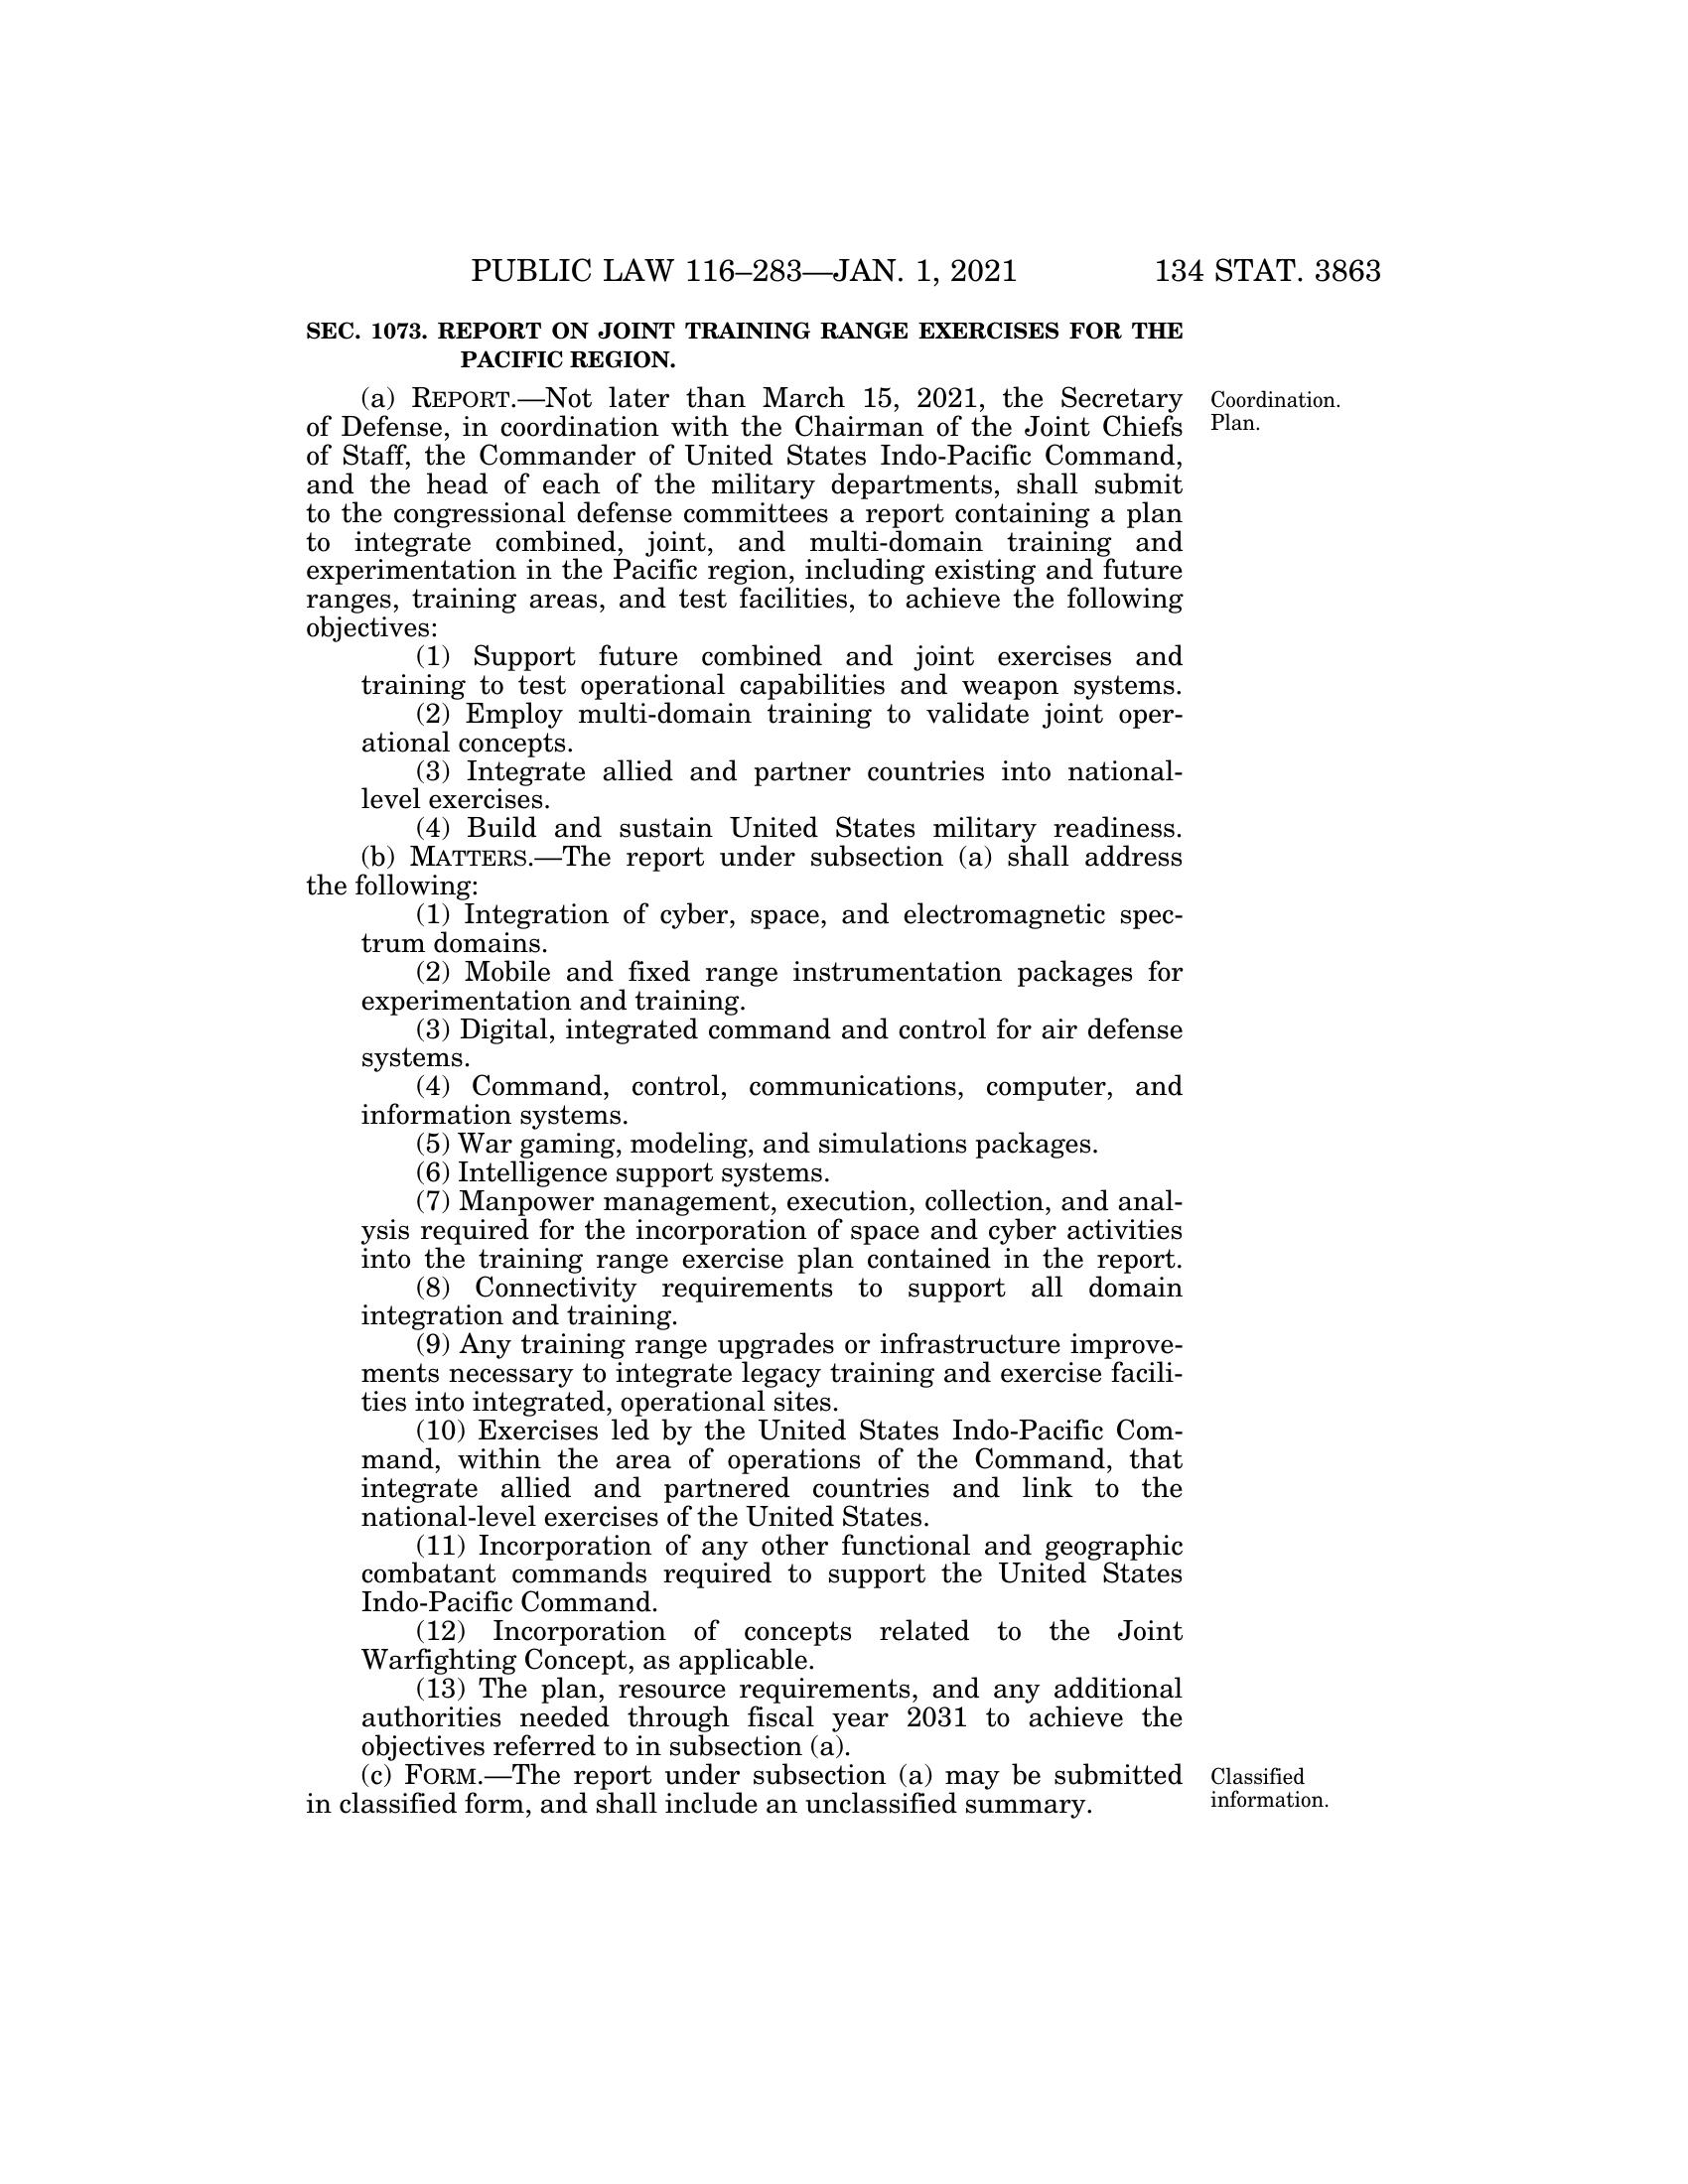 PUBLIC LAW 116–283—JAN. 1, 2021 134 STAT. 3863
SEC. 1073. REPORT ON JOINT TRAINING RANGE EXERCISES FOR THE
PACIFIC REGION.
(a) REPORT.—Not later than March 15, 2021, the Secretary
of Defense, in coordination with the Chairman of the Joint Chiefs
of Staff, the Commander of United States Indo-Pacific Command,
and the head of each of the military departments, shall submit
to the congressional defense committees a report containing a plan
to integrate combined, joint, and multi-domain training and
experimentation in the Pacific region, including existing and future
ranges, training areas, and test facilities, to achieve the following
objectives:
Coordination.
Plan.
(1) Support future combined and joint exercises and
training to test operational capabilities and weapon systems.
(2) Employ multi-domain training to validate joint oper-
ational concepts.
(3) Integrate allied and partner countries into national-
level exercises.
(4) Build and sustain United States military readiness.
(b) MATTERS.—The report under subsection (a) shall address
the following:
(1) Integration of cyber, space, and electromagnetic spec-
trum domains.
(2) Mobile and fixed range instrumentation packages for
experimentation and training.
(3) Digital, integrated command and control for air defense
systems.
(4) Command, control, communications, computer, and
information systems.
(5) War gaming, modeling, and simulations packages.
(6) Intelligence support systems.
(7) Manpower management, execution, collection, and anal-
ysis required for the incorporation of space and cyber activities
into the training range exercise plan contained in the report.
(8) Connectivity requirements to support all domain
integration and training.
(9) Any training range upgrades or infrastructure improve-
ments necessary to integrate legacy training and exercise facili-
ties into integrated, operational sites.
(10) Exercises led by the United States Indo-Pacific Com-
mand, within the area of operations of the Command, that
integrate allied and partnered countries and link to the
national-level exercises of the United States.
(11) Incorporation of any other functional and geographic
combatant commands required to support the United States
Indo-Pacific Command.
(12) Incorporation of concepts related to the Joint
Warfighting Concept, as applicable.
(13) The plan, resource requirements, and any additional
authorities needed through fiscal year 2031 to achieve the
objectives referred to in subsection (a).
(c) FORM.—The report under subsection (a) may be submitted
in classified form, and shall include an unclassified summary.
Classified
information.